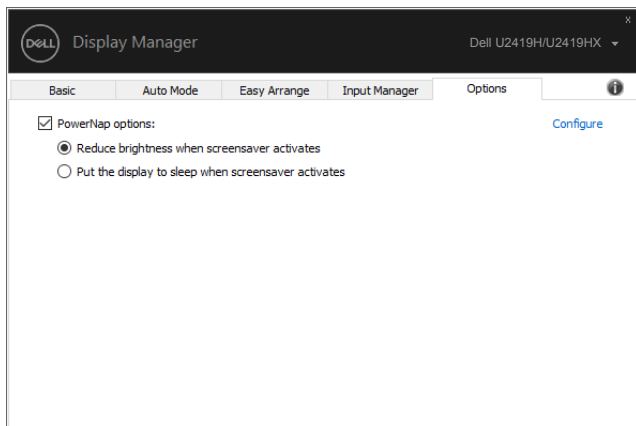 x
DELL Display Manager Dell U2419H/U2419HX
Basic Auto Mode Easy Arrange Input Manager Options i
PowerNap options: Configure
Reduce brightness when screensaver activates
Put the display to sleep when screensaver activates